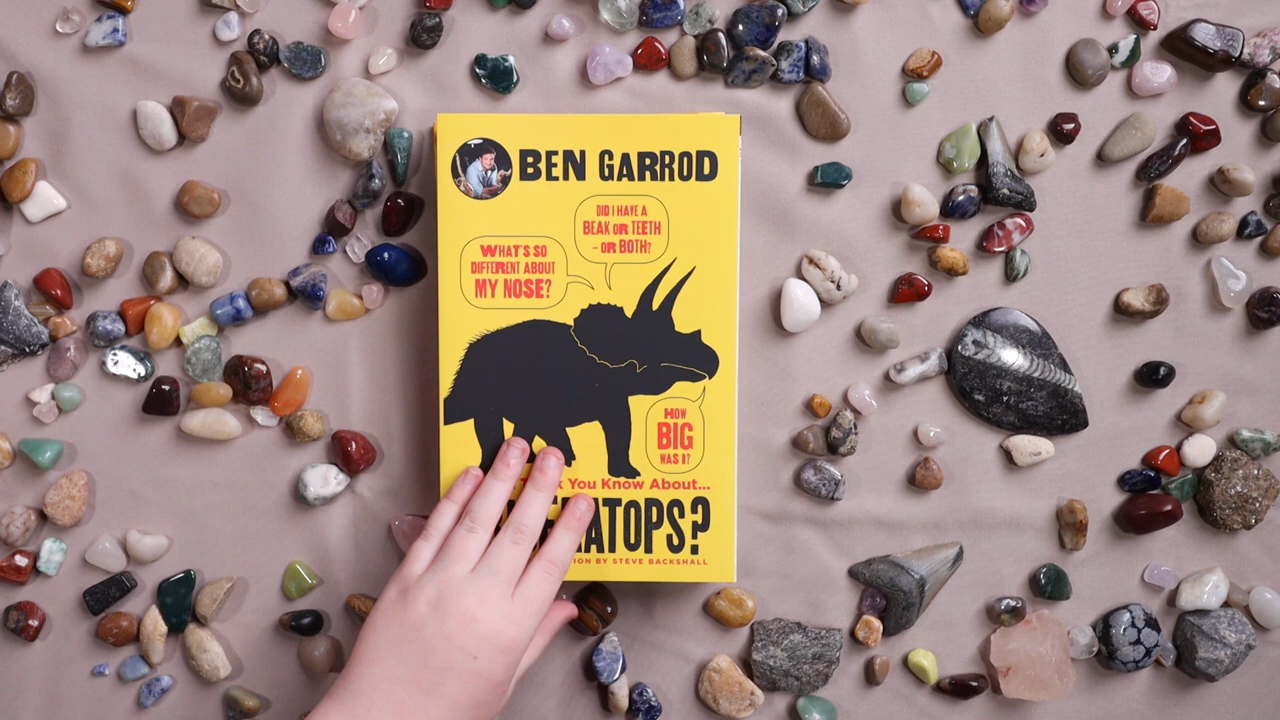 BEN GARROD
DID I HAVE A
BEAK OR TEETH
– OR BOTH?
WHAT'S SO
DIFFERENT ABOUT
MY NOSE?
HOW
BIG
WAS I?
You Know About...
ATOPS?
BY STEVE BACKSHALL